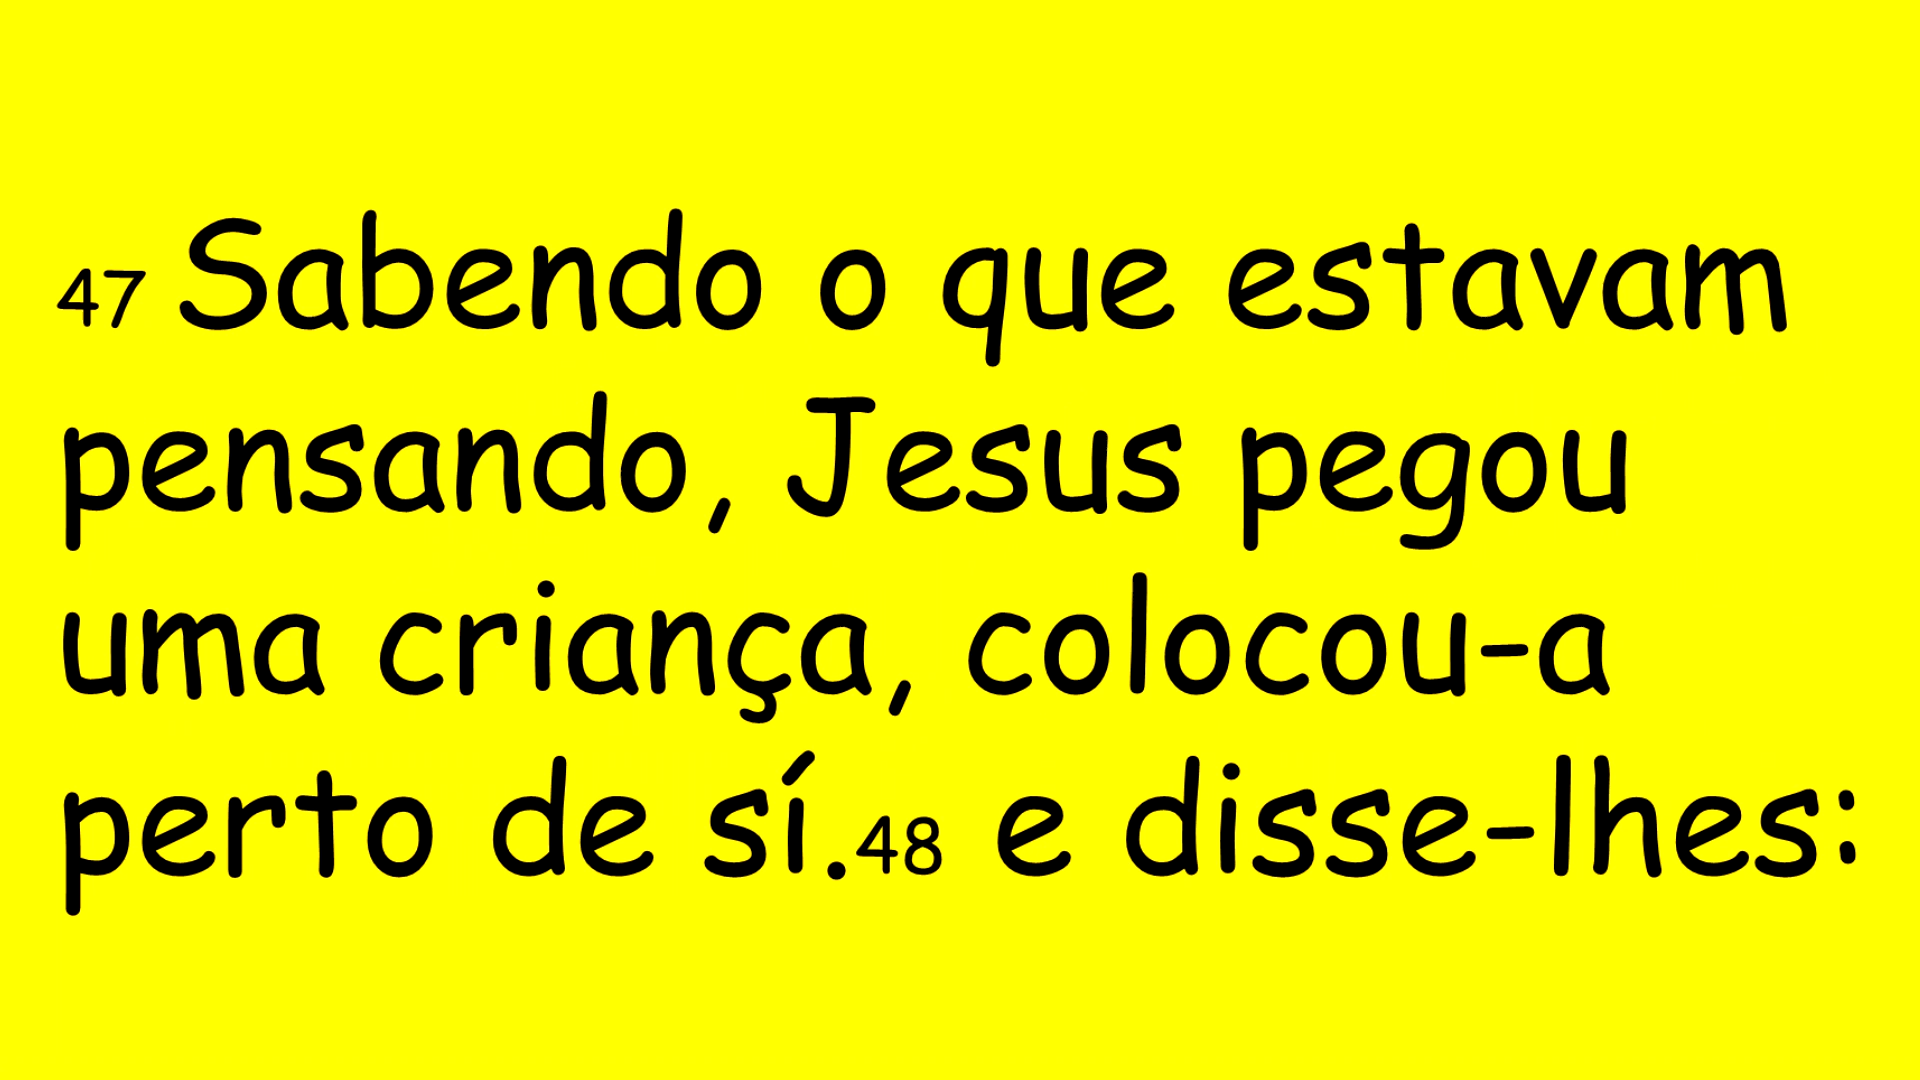 47 Sabendo o que estavam
pensando, Jesus pegou
uma criança, colocou-a
perto de sí.48 e disse-lhes: